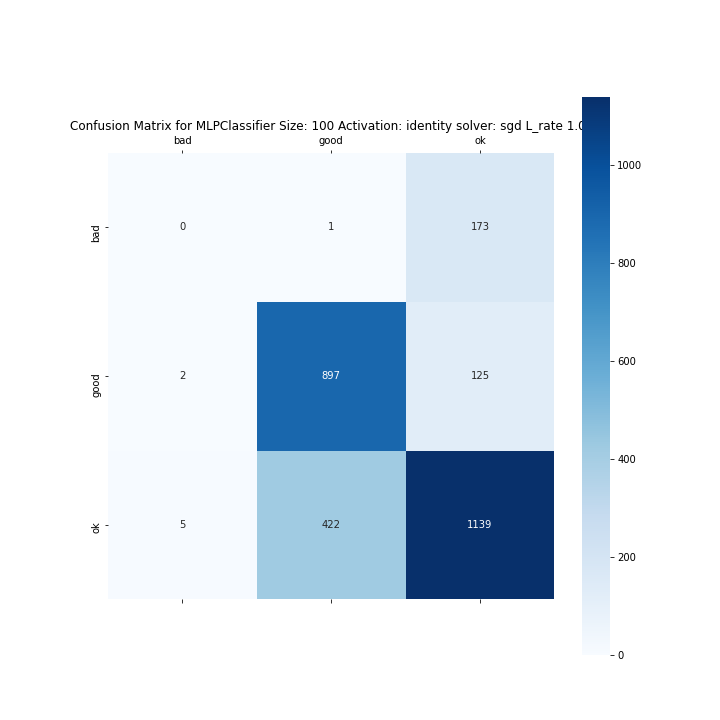 Confusion Matrix for MLPClassifier Size: 100 Activation: identity solver: sgd L_rate 1.0
bad good ok
bad 0 1 173
good 2 897 125
ok 5 422 1139
1000
800
600
400
200
0